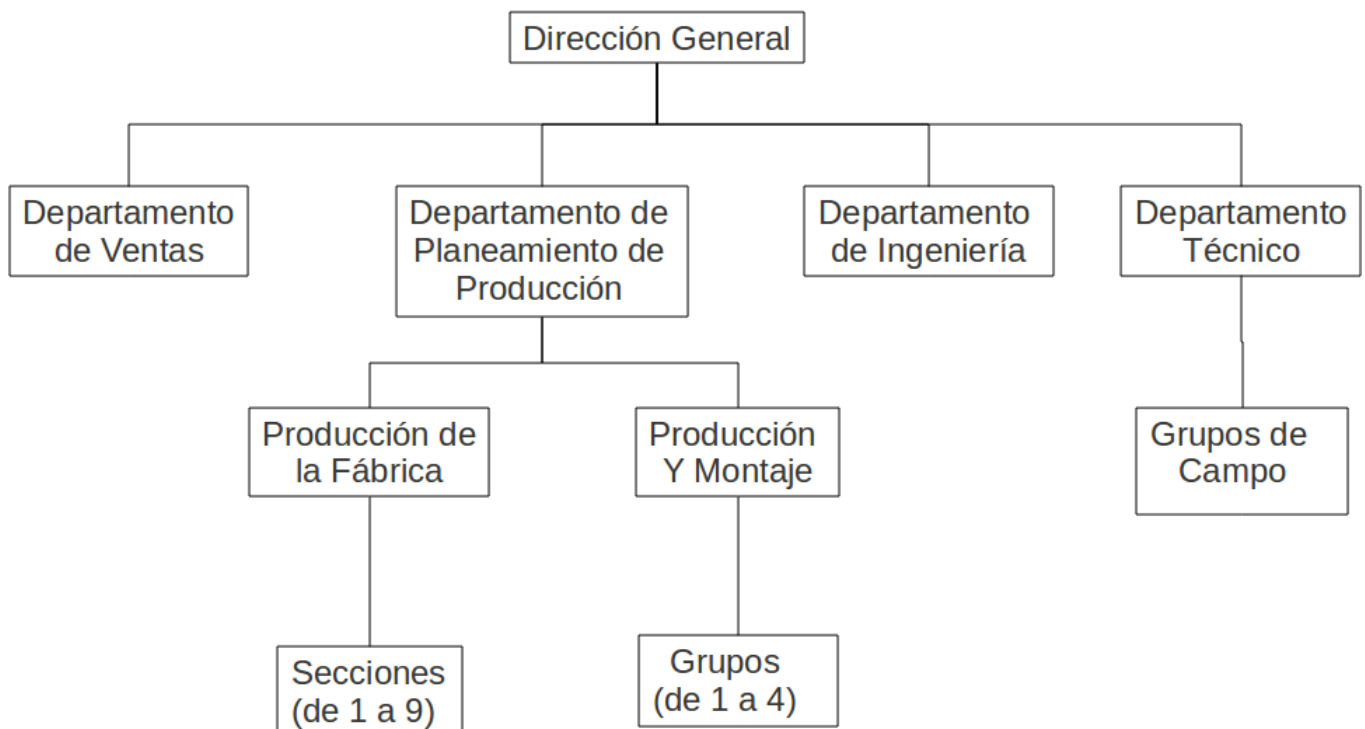 Dirección General
Departamento
de Ventas
Departamento de
Planeamiento de
Producción
Departamento
de Ingeniería
Departamento
Técnico
Producción de
la Fábrica
Producción
Y Montaje
Grupos de
Campo
Secciones
(de 1 a 9)
Grupos
(de 1 a 4)